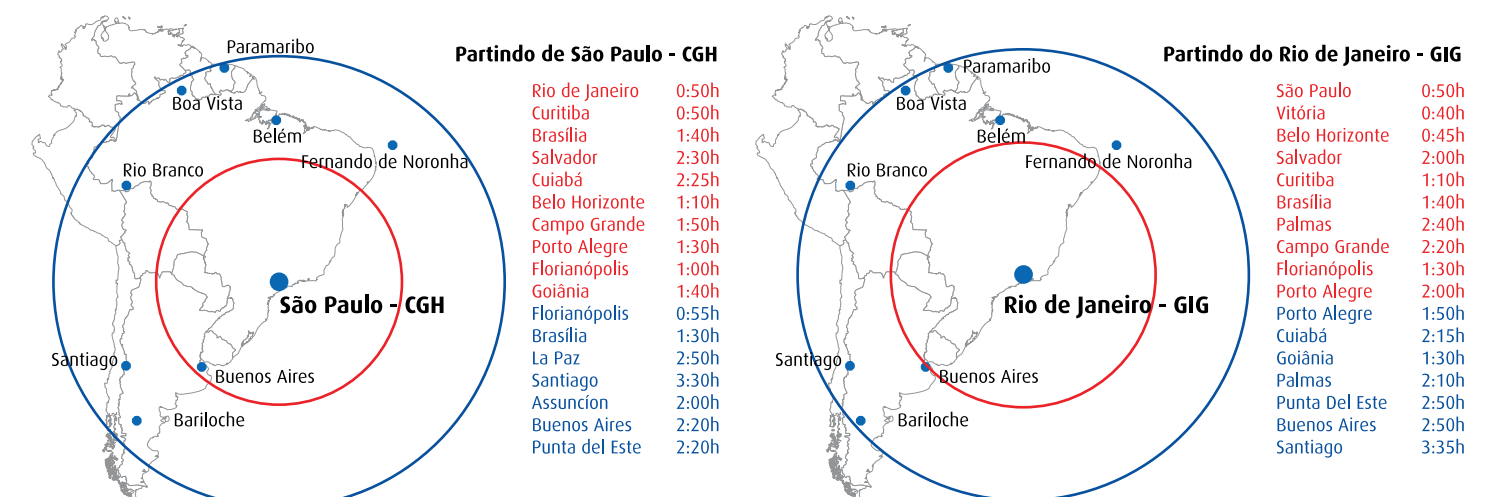 Paramaribo
Boa Vista
Belém
Fernando de Noronha
Rio Branco
São Paulo - CGH
Santiago
Buenos Aires
Bariloche
Partindo de São Paulo - CGH
Rio de Janeiro 0:50h
Curitiba 0:50h
Brasília 1:40h
Salvador 2:30h
Cuiabá 2:25h
Belo Horizonte 1:10h
Campo Grande 1:50h
Porto Alegre 1:30h
Florianópolis 1:00h
Goiânia 1:40h
Florianópolis 0:55h
Brasília 1:30h
La Paz 2:50h
Santiago 3:30h
Assuncíon 2:00h
Buenos Aires 2:20h
Punta del Este 2:20h
Paramaribo
Boa Vista
Belém
Fernando de Noronha
Rio Branco
Rio de Janeiro - GIG
Santiago
Buenos Aires
Bariloche
Partindo do Rio de Janeiro - GIG
São Paulo 0:50h
Vitória 0:40h
Belo Horizonte 0:45h
Salvador 2:00h
Curitiba 1:10h
Brasília 1:40h
Palmas 2:40h
Campo Grande 2:20h
Florianópolis 1:30h
Porto Alegre 2:00h
Porto Alegre 1:50h
Cuiabá 2:15h
Goiânia 1:30h
Palmas 2:10h
Punta Del Este 2:50h
Buenos Aires 2:50h
Santiago 3:35h